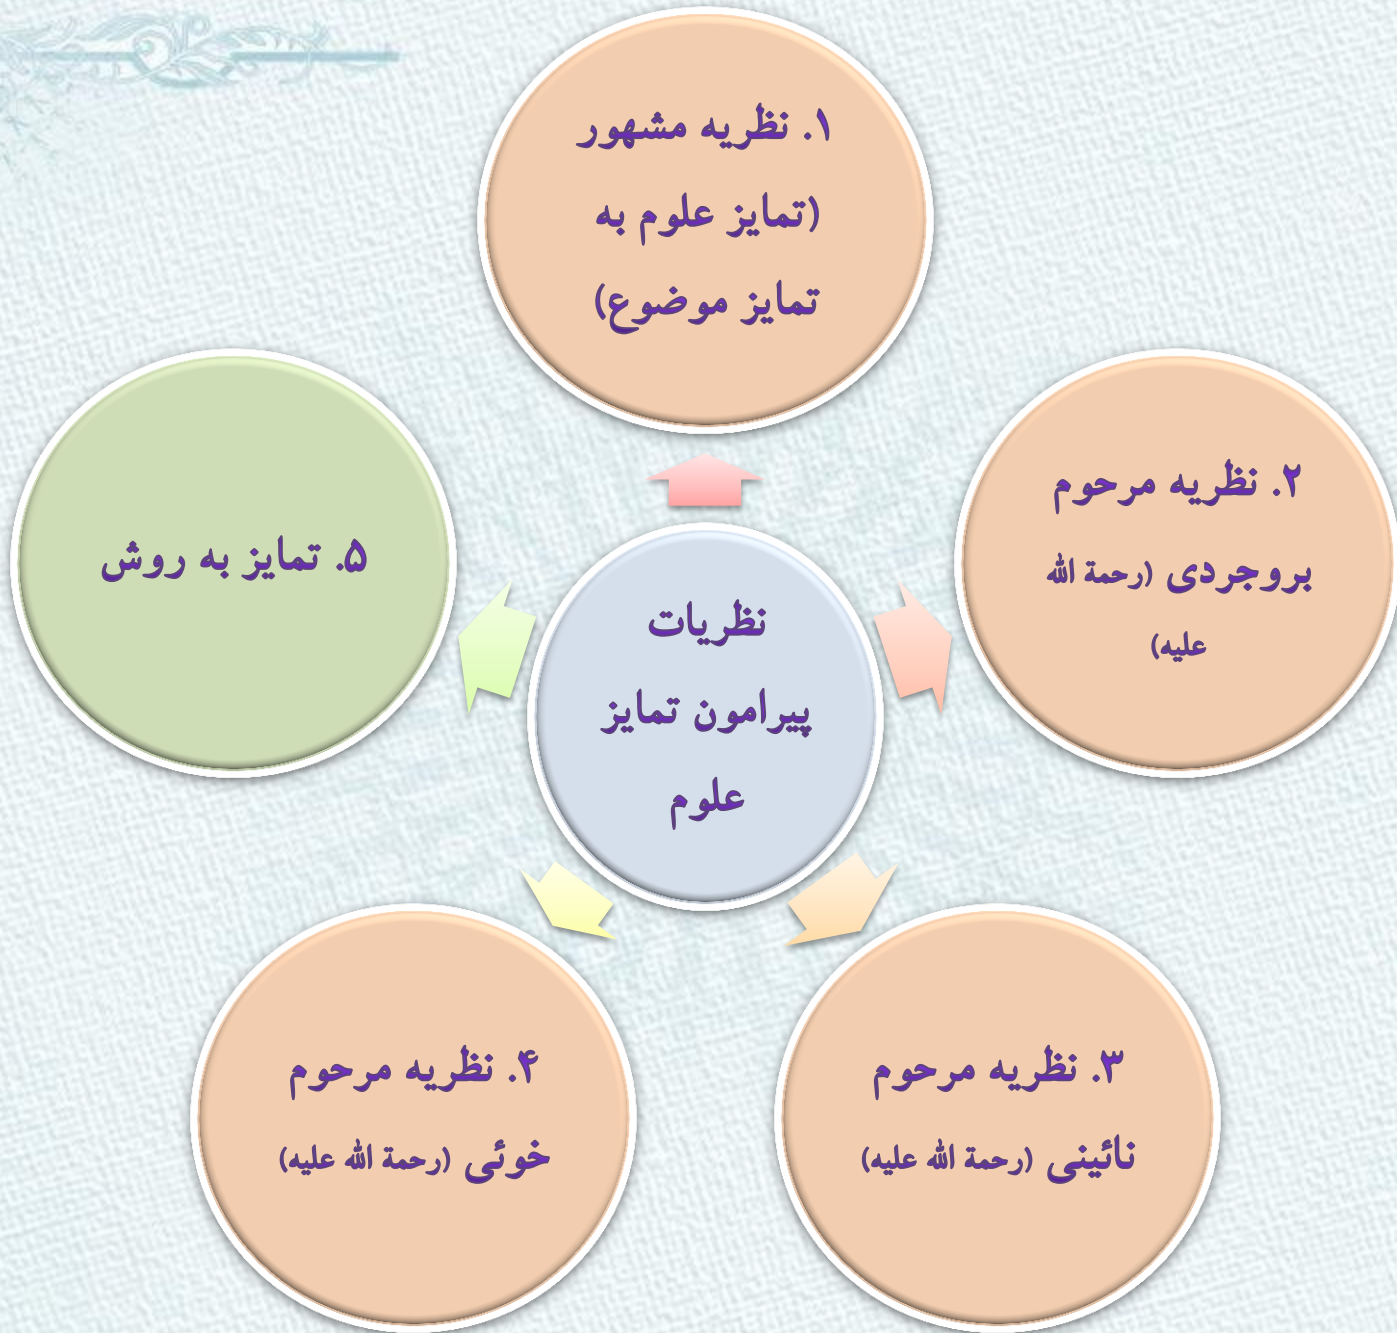 ۱. نظریه مشهور
(تمایز علوم به
تمایز موضوع)
۲. نظریه مرحوم
بروجردی (رحمة الله
علیه)
نظریات
پیرامون تمایز
علوم
۵. تمایز به روش
۳. نظریه مرحوم
نائینی (رحمة الله علیه)
۴. نظریه مرحوم
خوئی (رحمة الله علیه)